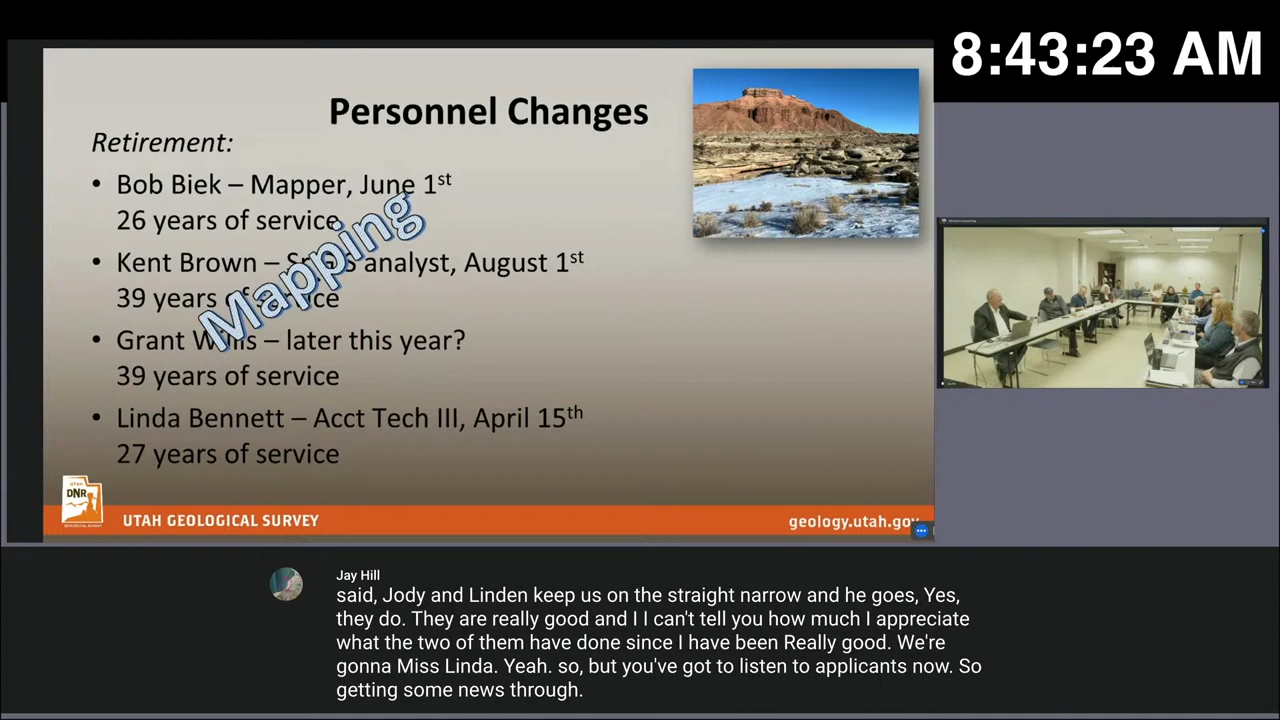 8:43:23 AM
Personnel Changes
Retirement:
• Bob Biek – Mapper, June 1st
26 years of service
• Kent Brown – analyst, August 1st
39 years of service
• Grant Willis – later this year?
39 years of service
• Linda Bennett – Acct Tech III, April 15th
27 years of service
Mapping
UTAH
DNR
UTAH GEOLOGICAL SURVEY
geology.utah.gov
Jay Hill
said, Jody and Linden keep us on the straight narrow and he goes, Yes,
they do. They are really good and I I can't tell you how much I appreciate
what the two of them have done since I have been Really good. We're
gonna Miss Linda. Yeah. so, but you've got to listen to applicants now. So
getting some news through.